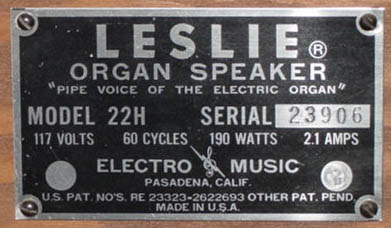 LESLIE®
ORGAN SPEAKER
"PIPE VOICE OF THE ELECTRIC ORGAN"
MODEL 22H SERIAL 23906
117 VOLTS 60 CYCLES 190 WATTS 2.1 AMPS
ELECTRO MUSIC
PASADENA, CALIF.
U.S. PAT. NO'S. RE 23323-2622693 OTHER PAT. PEND.
MADE IN U.S.A.